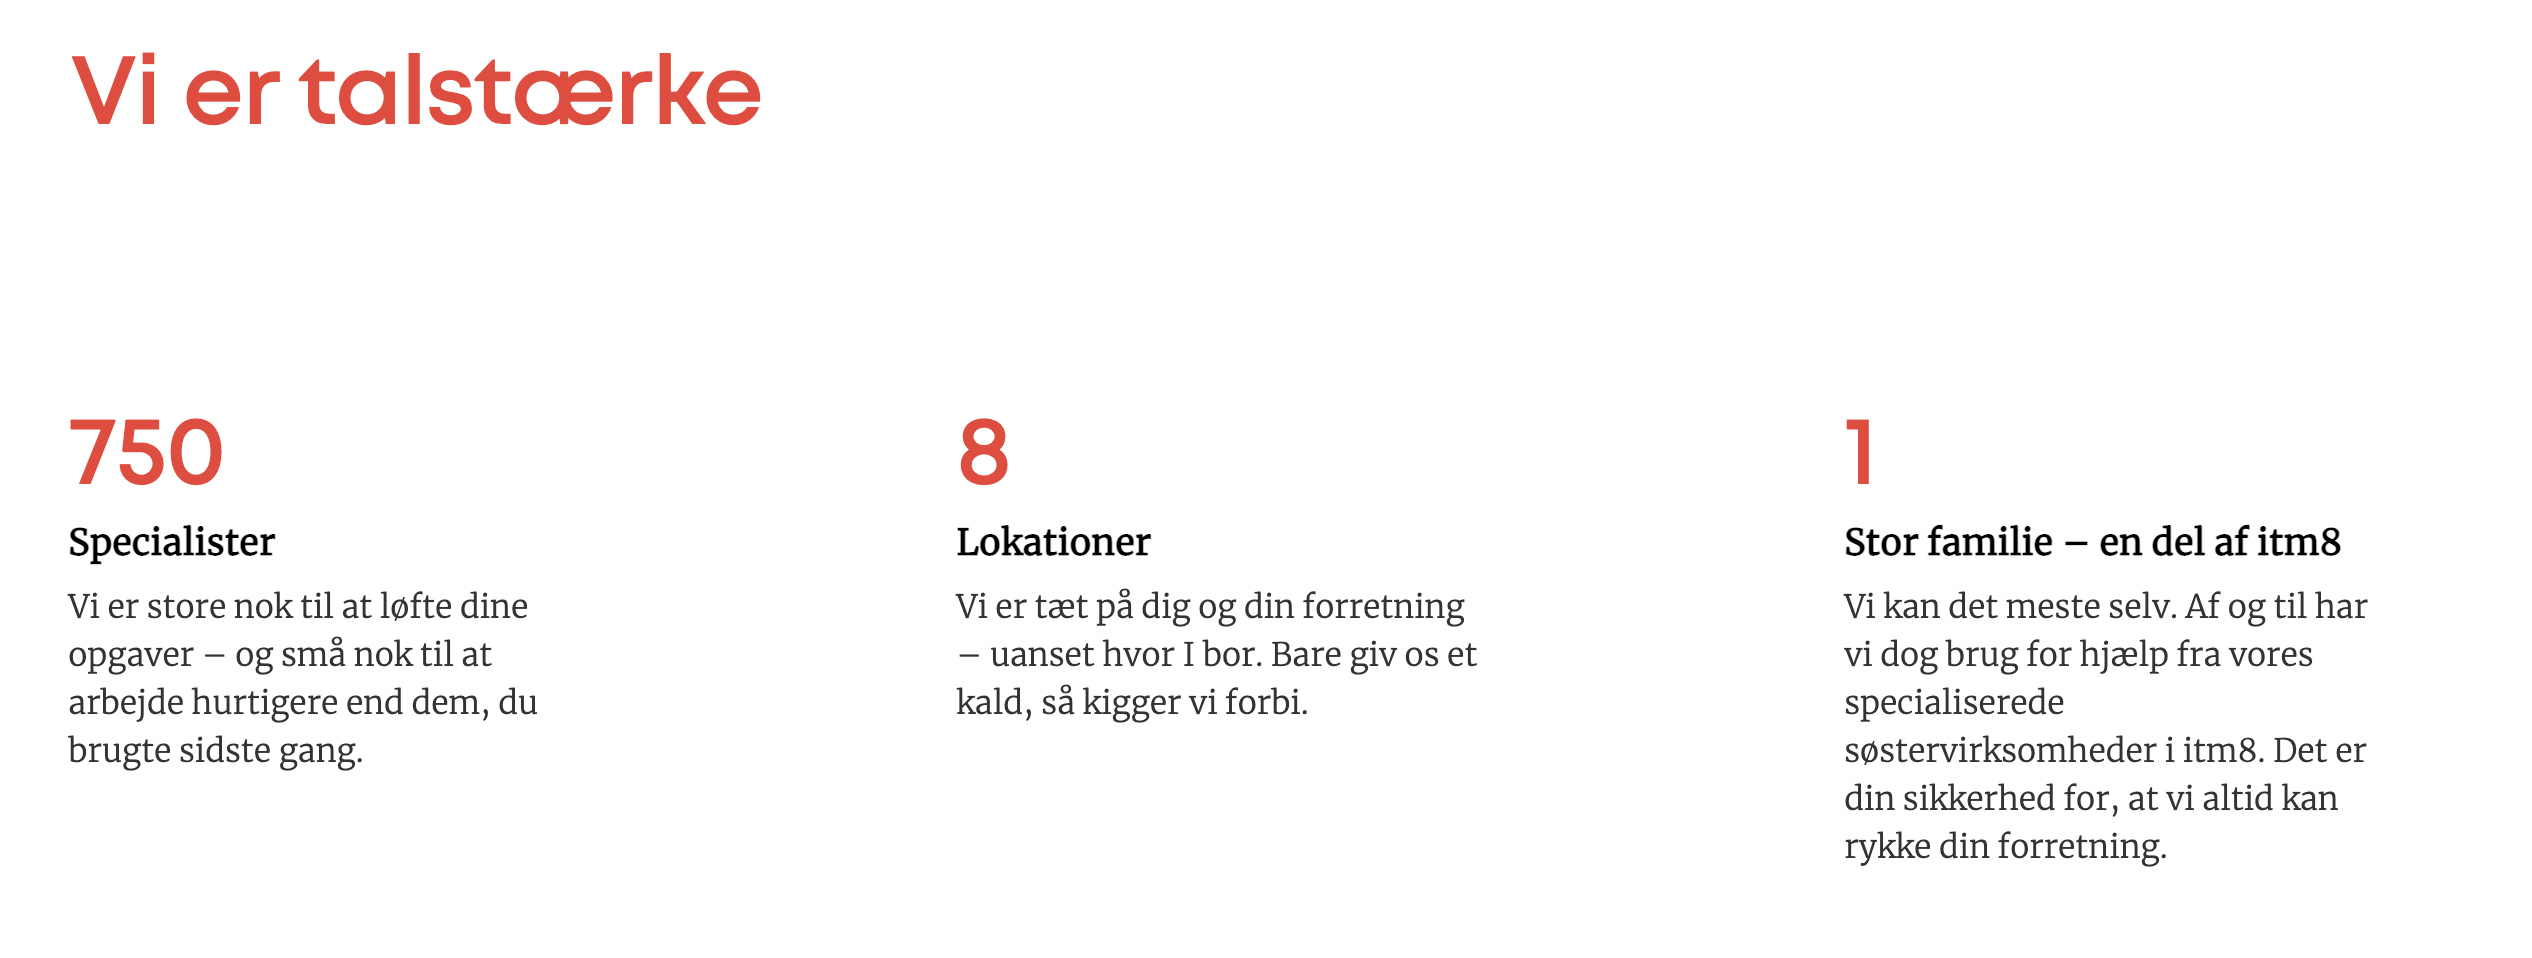 Vi er talstærke
750
Specialister
Vi er store nok til at løfte dine
opgaver – og små nok til at
arbejde hurtigere end dem, du
brugte sidste gang.
8
Lokationer
Vi er tæt på dig og din forretning
– uanset hvor I bor. Bare giv os et
kald, så kigger vi forbi.
1
Stor familie – en del af itm8
Vi kan det meste selv. Af og til har
vi dog brug for hjælp fra vores
specialiserede
søstervirksomheder i itm8. Det er
din sikkerhed for, at vi altid kan
rykke din forretning.